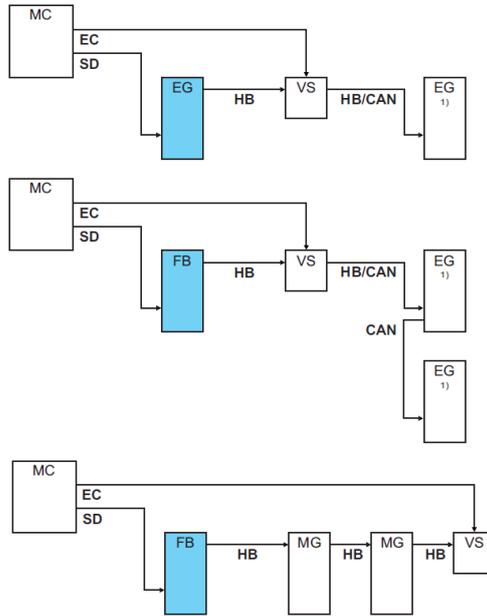 MC
EC
SD
EG
HB
VS
HB/CAN
EG
1)
MC
EC
SD
FB
HB
VS
HB/CAN
EG
1)
CAN
EG
1)
MC
EC
SD
FB
HB
MG
HB
MG
HB
VS